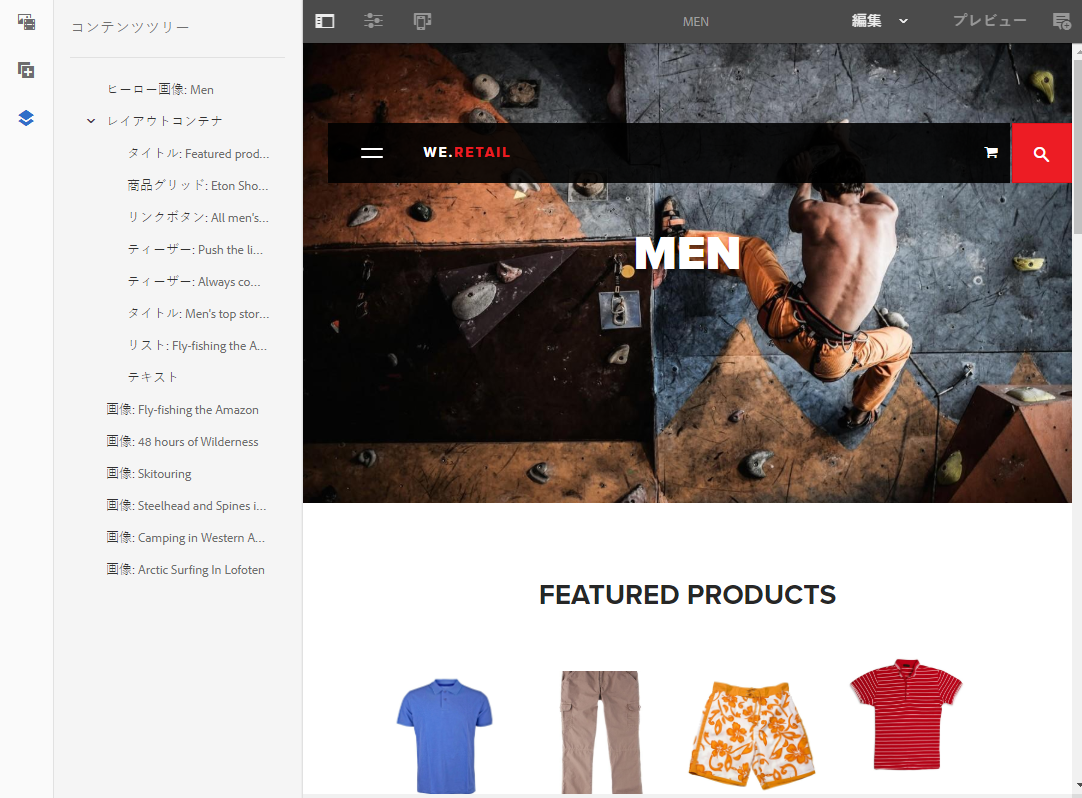 コンテンツツリー
ヒーロー画像: Men
レイアウトコンテナ
タイトル: Featured prod...
商品グリッド: Eton Sho...
リンクボタン: All men's...
ティーザー: Push the li...
ティーザー: Always co...
タイトル: Men's top stor...
リスト: Fly-fishing the A...
テキスト
画像: Fly-fishing the Amazon
画像: 48 hours of Wilderness
画像: Skitouring
画像: Steelhead and Spines i...
画像: Camping in Western A...
画像: Arctic Surfing In Lofoten
MEN 編集 プレビュー
WE.RETAIL
MEN
FEATURED PRODUCTS